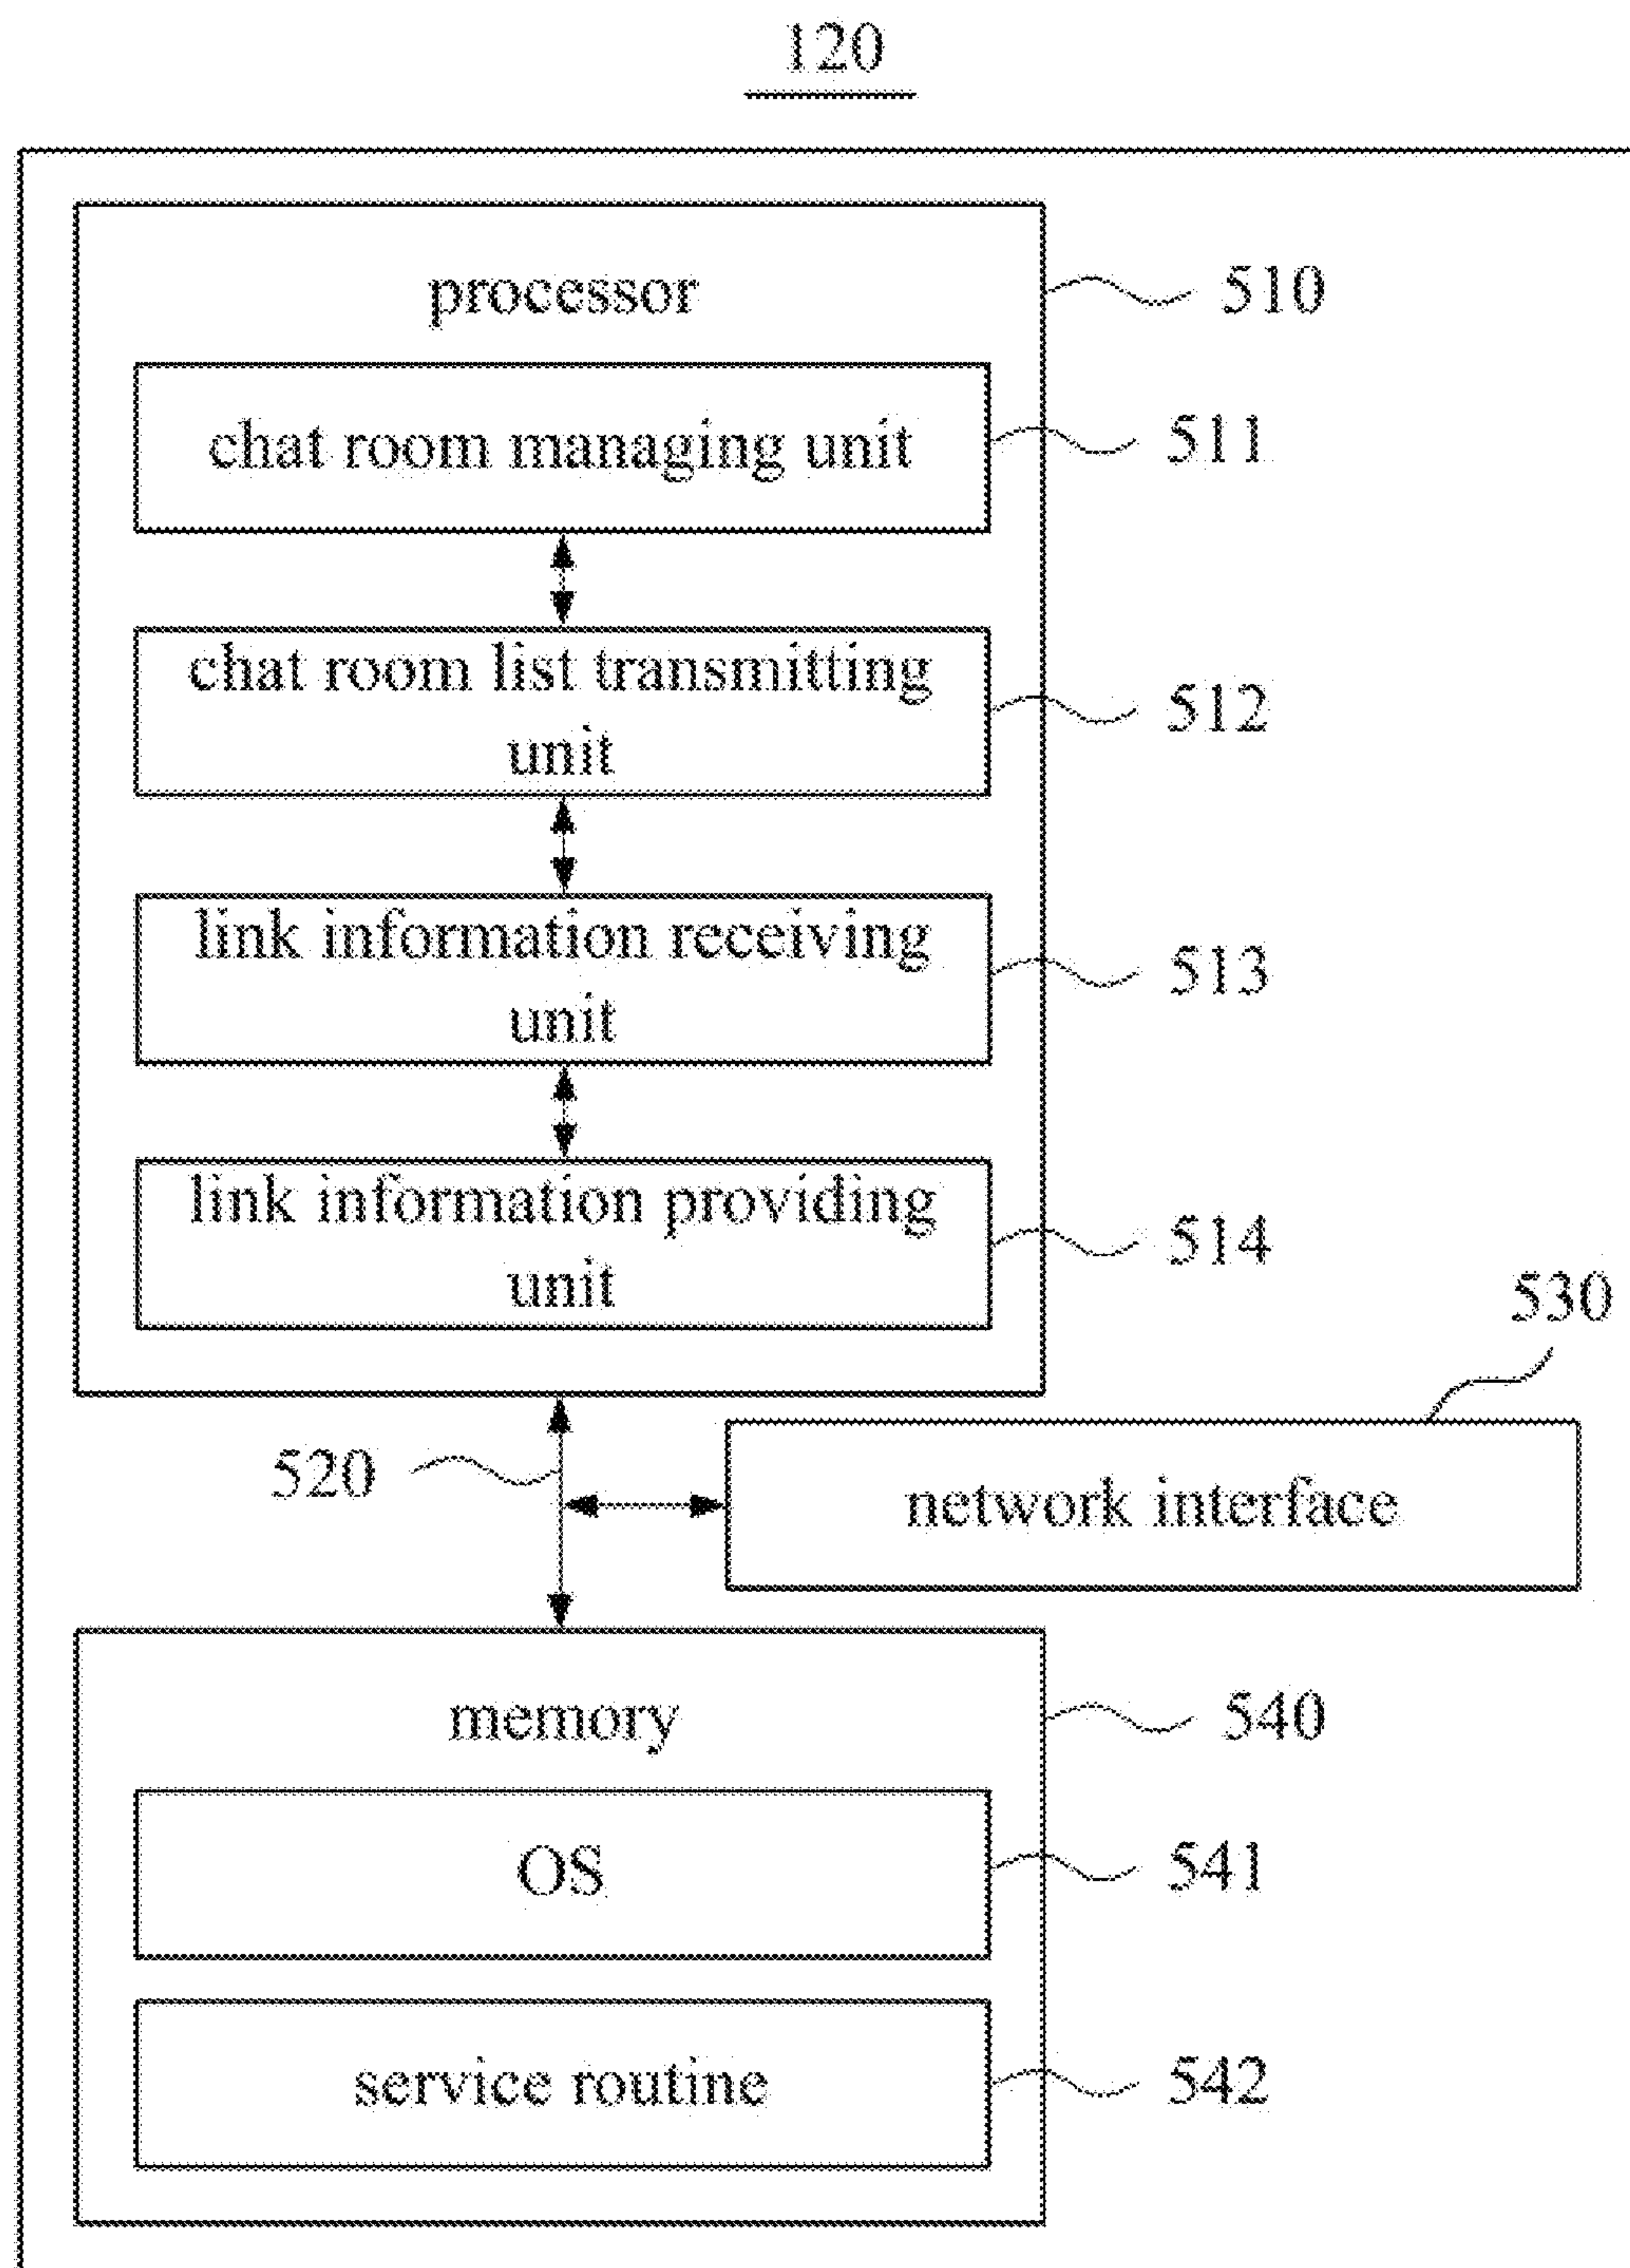 120
processor
510
chat room managing unit
511
chat room list transmitting
unit
512
link information receiving
unit
513
link information providing
unit
514
530
520
network interface
memory
540
OS
541
service routine
542